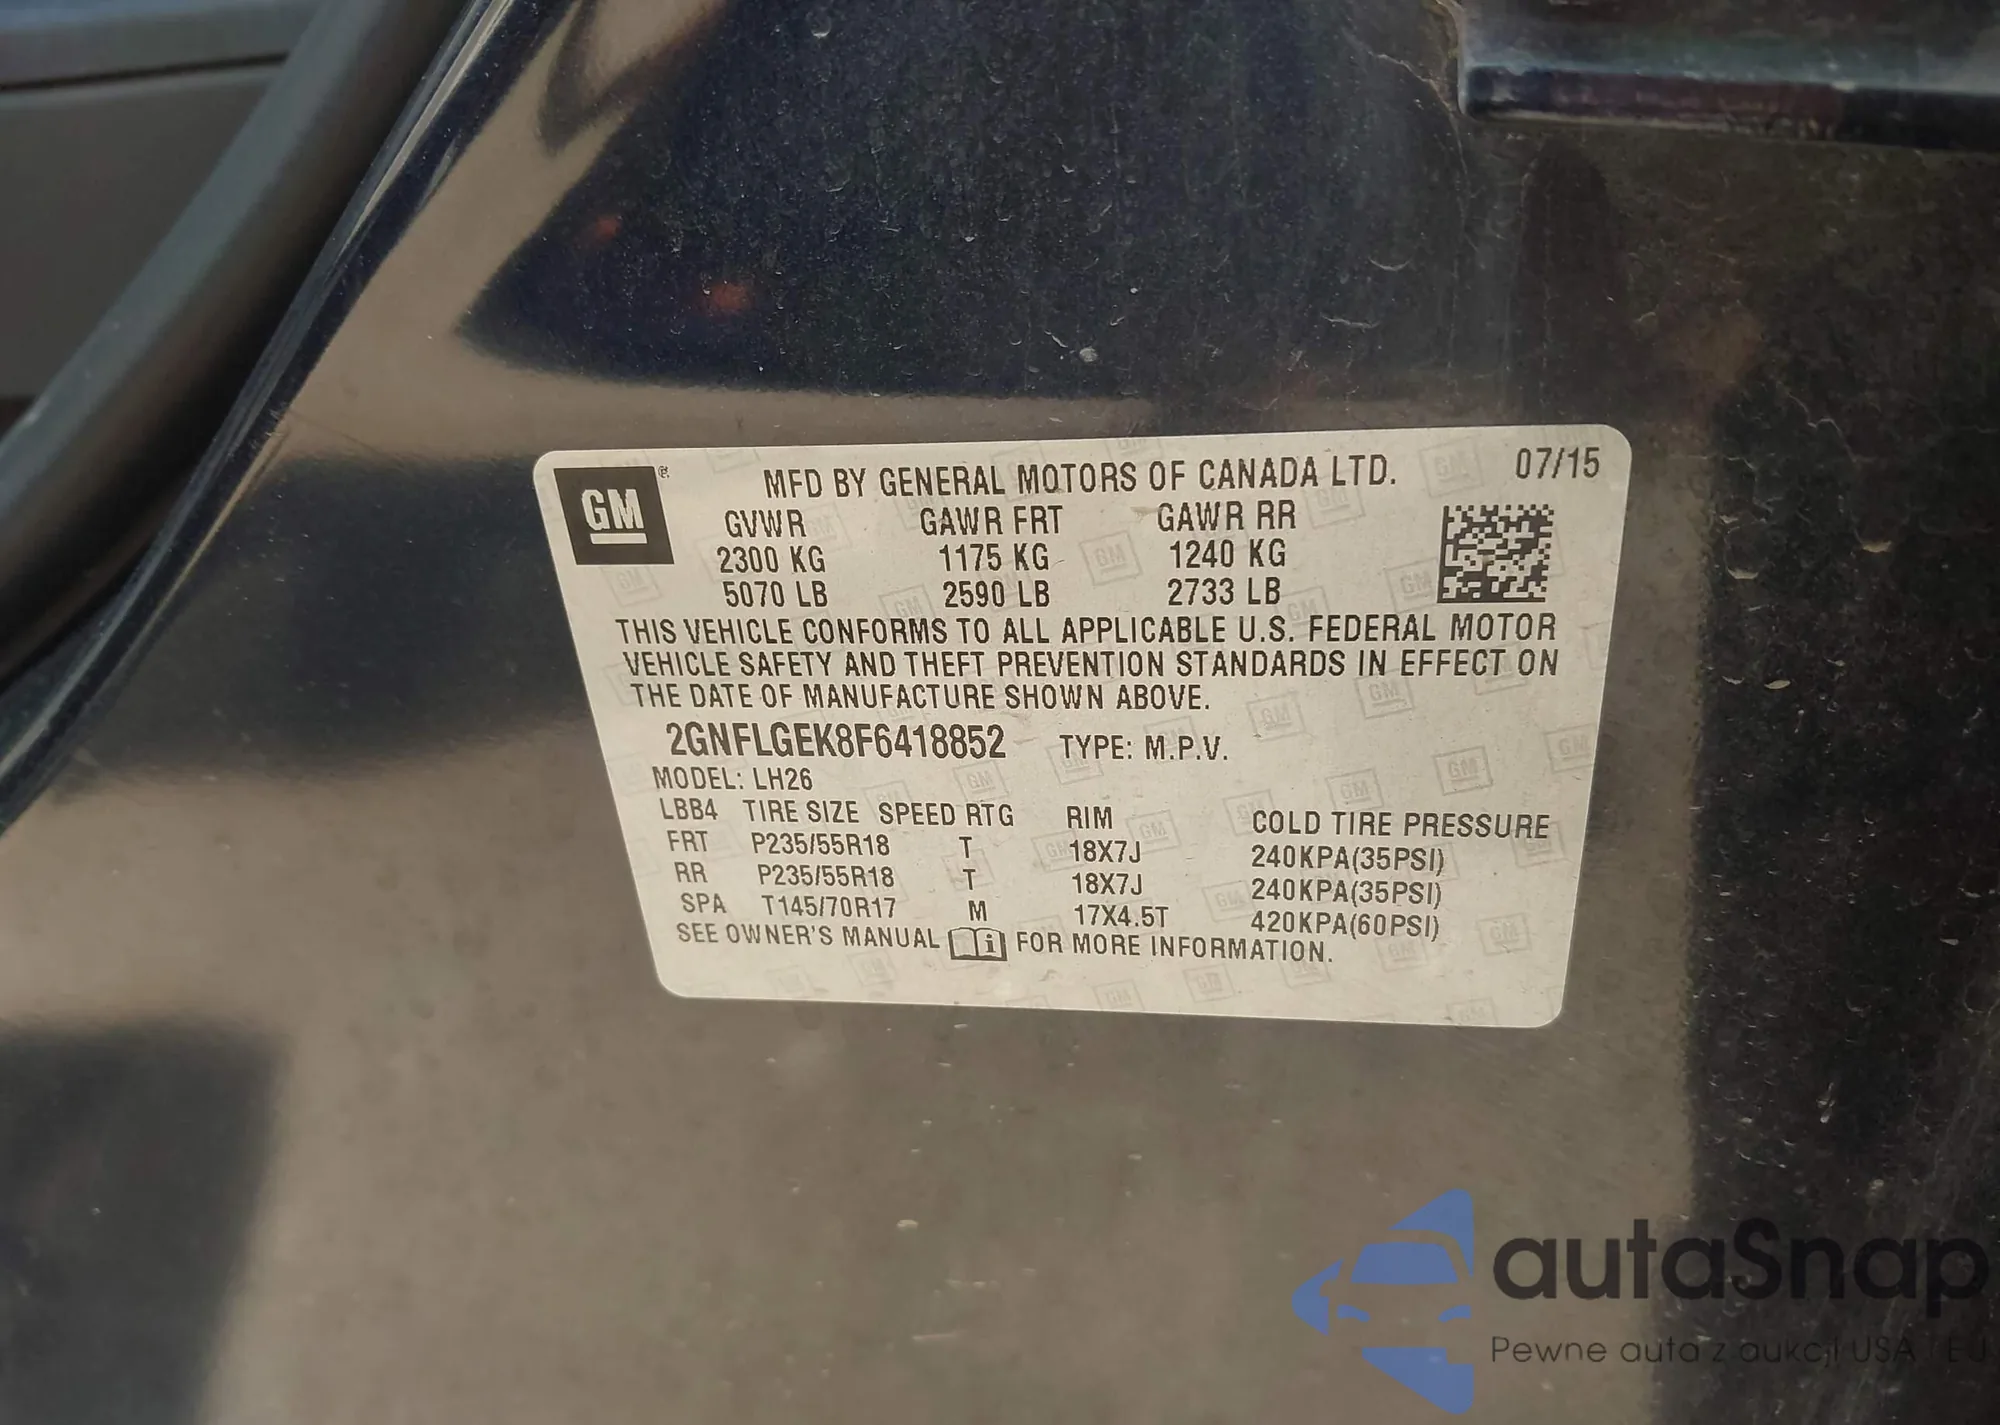 GM® MFD BY GENERAL MOTORS OF CANADA LTD. 07/15
GVWR GAWR FRT GAWR RR
2300 KG 1175 KG 1240 KG
5070 LB 2590 LB 2733 LB
THIS VEHICLE CONFORMS TO ALL APPLICABLE U.S. FEDERAL MOTOR
VEHICLE SAFETY AND THEFT PREVENTION STANDARDS IN EFFECT ON
THE DATE OF MANUFACTURE SHOWN ABOVE.
2GNFLGEK8F6418852 TYPE: M.P.V.
MODEL: LH26
LBB4 TIRE SIZE SPEED RTG RIM COLD TIRE PRESSURE
FRT P235/55R18 T 18X7J 240KPA(35PSI)
RR P235/55R18 T 18X7J 240KPA(35PSI)
SPA T145/70R17 M 17X4.5T 420KPA(60PSI)
SEE OWNER'S MANUAL FOR MORE INFORMATION.
autaSnap
Pewne auta z aukcji USA i EU